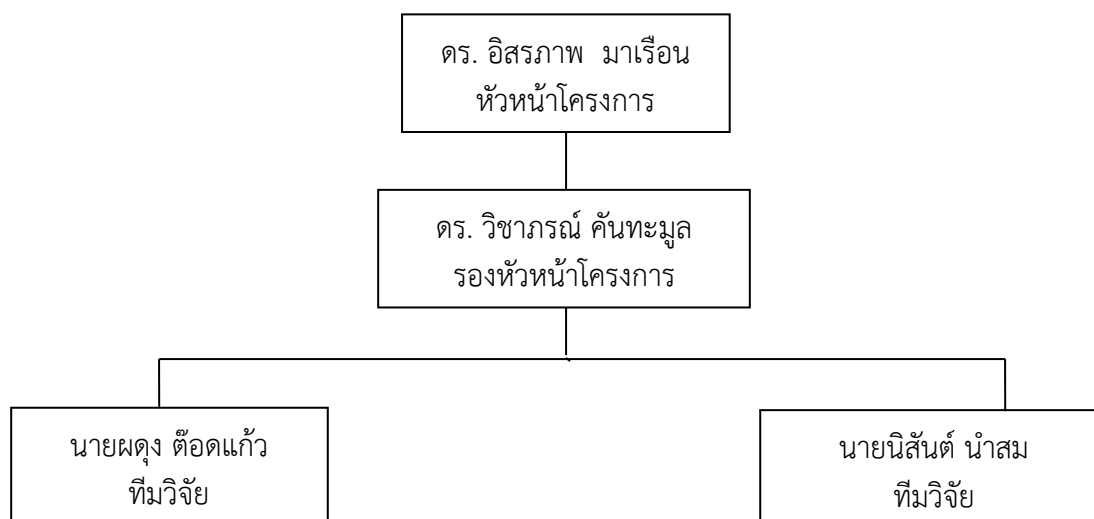 ดร. อิสรภาพ  มาเรือน
หัวหน้าโครงการ
ดร. วิชาภรณ์ คันทะมูล
รองหัวหน้าโครงการ
นายผดุง ต๊อดแก้ว
ทีมวิจัย
นายนิสันต์ นำสม
ทีมวิจัย